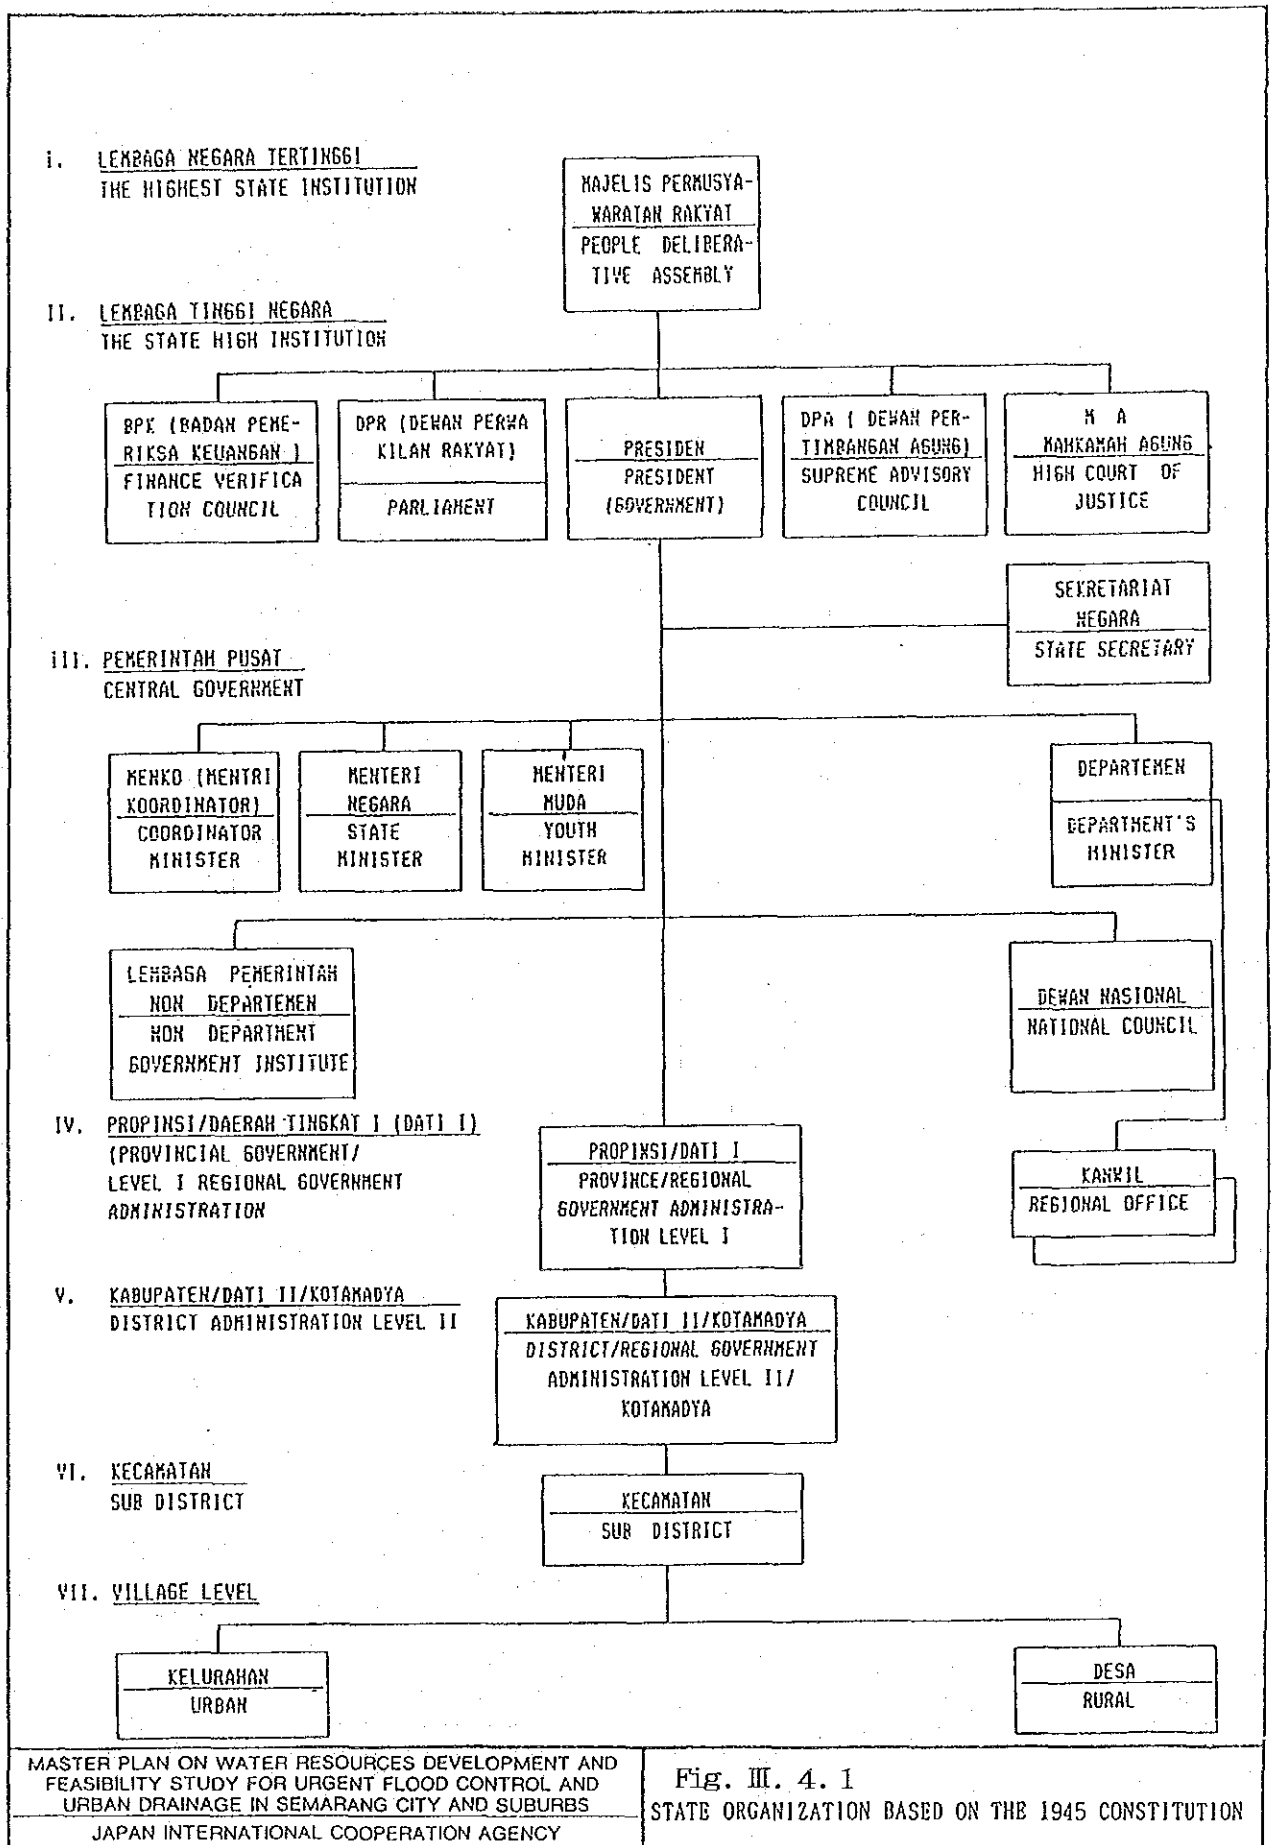 i. LEMBAGA NEGARA TERTINGGI
THE HIGHEST STATE INSTITUTION
MAJELIS PERMUSYA-
WARATAN RAKYAT
PEOPLE DELIBERA-
TIVE ASSEMBLY
II. LEMBAGA TINGGI NEGARA
THE STATE HIGH INSTITUTION
BPK (BADAN PEME-
RIKSA KEUANGAN )
FINANCE VERIFICA
TION COUNCIL
DPR (DEWAN PERWA
KILAN RAKYAT)
PARLIAMENT
PRESIDEN
PRESIDENT
(GOVERNMENT)
DPA ( DEWAN PER-
TIMBANGAN AGUNG)
SUPREME ADVISORY
COUNCIL
M A
MAHKAMAH AGUNG
HIGH COURT OF
JUSTICE
SEKRETARIAT
NEGARA
STATE SECRETARY
iii. PEMERINTAH PUSAT
CENTRAL GOVERNMENT
MENKO (MENTRI
KOORDINATOR)
COORDINATOR
MINISTER
MENTERI
NEGARA
STATE
MINISTER
MENTERI
MUDA
YOUTH
MINISTER
DEPARTEMEN
DEPARTMENT'S
MINISTER
LEMBAGA PEMERINTAH
NON DEPARTEMEN
NON DEPARTMENT
GOVERNMENT INSTITUTE
DEWAN NASIONAL
NATIONAL COUNCIL
IV. PROPINSI/DAERAH TINGKAT I (DATI I)
(PROVINCIAL GOVERNMENT/
LEVEL I REGIONAL GOVERNMENT
ADMINISTRATION
PROPINSI/DATI I
PROVINCE/REGIONAL
GOVERNMENT ADMINISTRA-
TION LEVEL I
KANWIL
REGIONAL OFFICE
V. KABUPATEN/DATI II/KOTAMADYA
DISTRICT ADMINISTRATION LEVEL II
KABUPATEN/DATI II/KOTAMADYA
DISTRICT/REGIONAL GOVERNMENT
ADMINISTRATION LEVEL II/
KOTAMADYA
VI. KECAMATAN
SUB DISTRICT
KECAMATAN
SUB DISTRICT
VII. VILLAGE LEVEL
KELURAHAN
URBAN
DESA
RURAL
MASTER PLAN ON WATER RESOURCES DEVELOPMENT AND
FEASIBILITY STUDY FOR URGENT FLOOD CONTROL AND
URBAN DRAINAGE IN SEMARANG CITY AND SUBURBS
JAPAN INTERNATIONAL COOPERATION AGENCY
Fig. III. 4. 1
STATE ORGANIZATION BASED ON THE 1945 CONSTITUTION